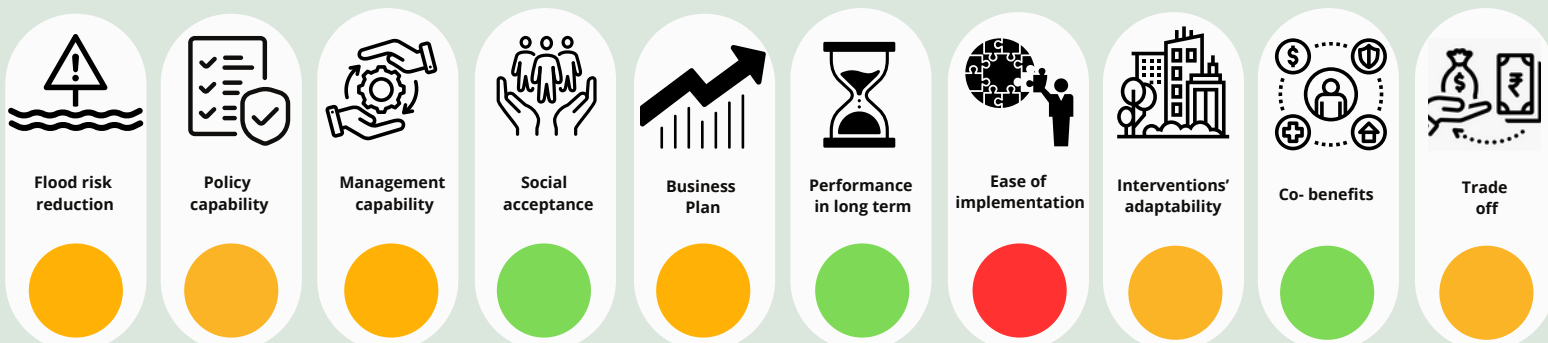 Flood risk
reduction
Policy
capability
Management
capability
Social
acceptance
Business
Plan
Performance
in long term
Ease of
implementation
Interventions’
adaptability
Co- benefits
Trade
off
$
$
₹